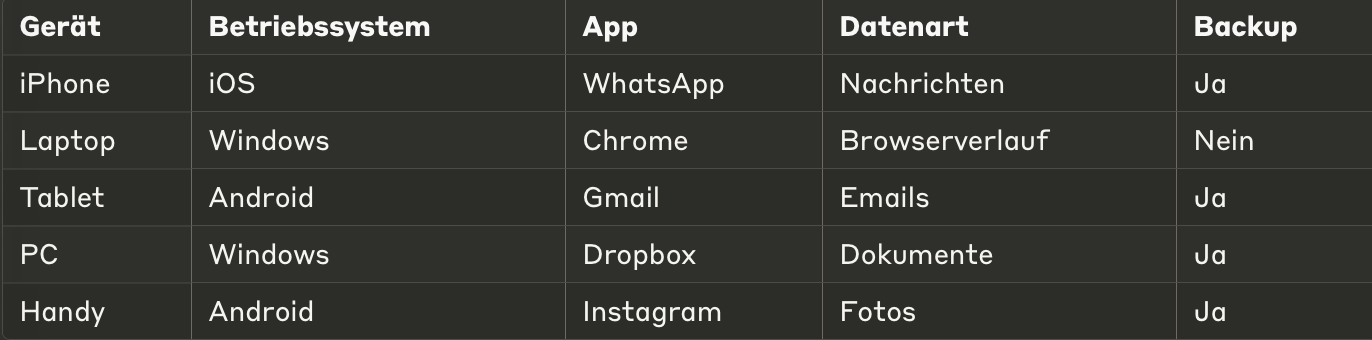 Gerät Betriebssystem App Datenart Backup
iPhone iOS WhatsApp Nachrichten Ja
Laptop Windows Chrome Browserverlauf Nein
Tablet Android Gmail Emails Ja
PC Windows Dropbox Dokumente Ja
Handy Android Instagram Fotos Ja